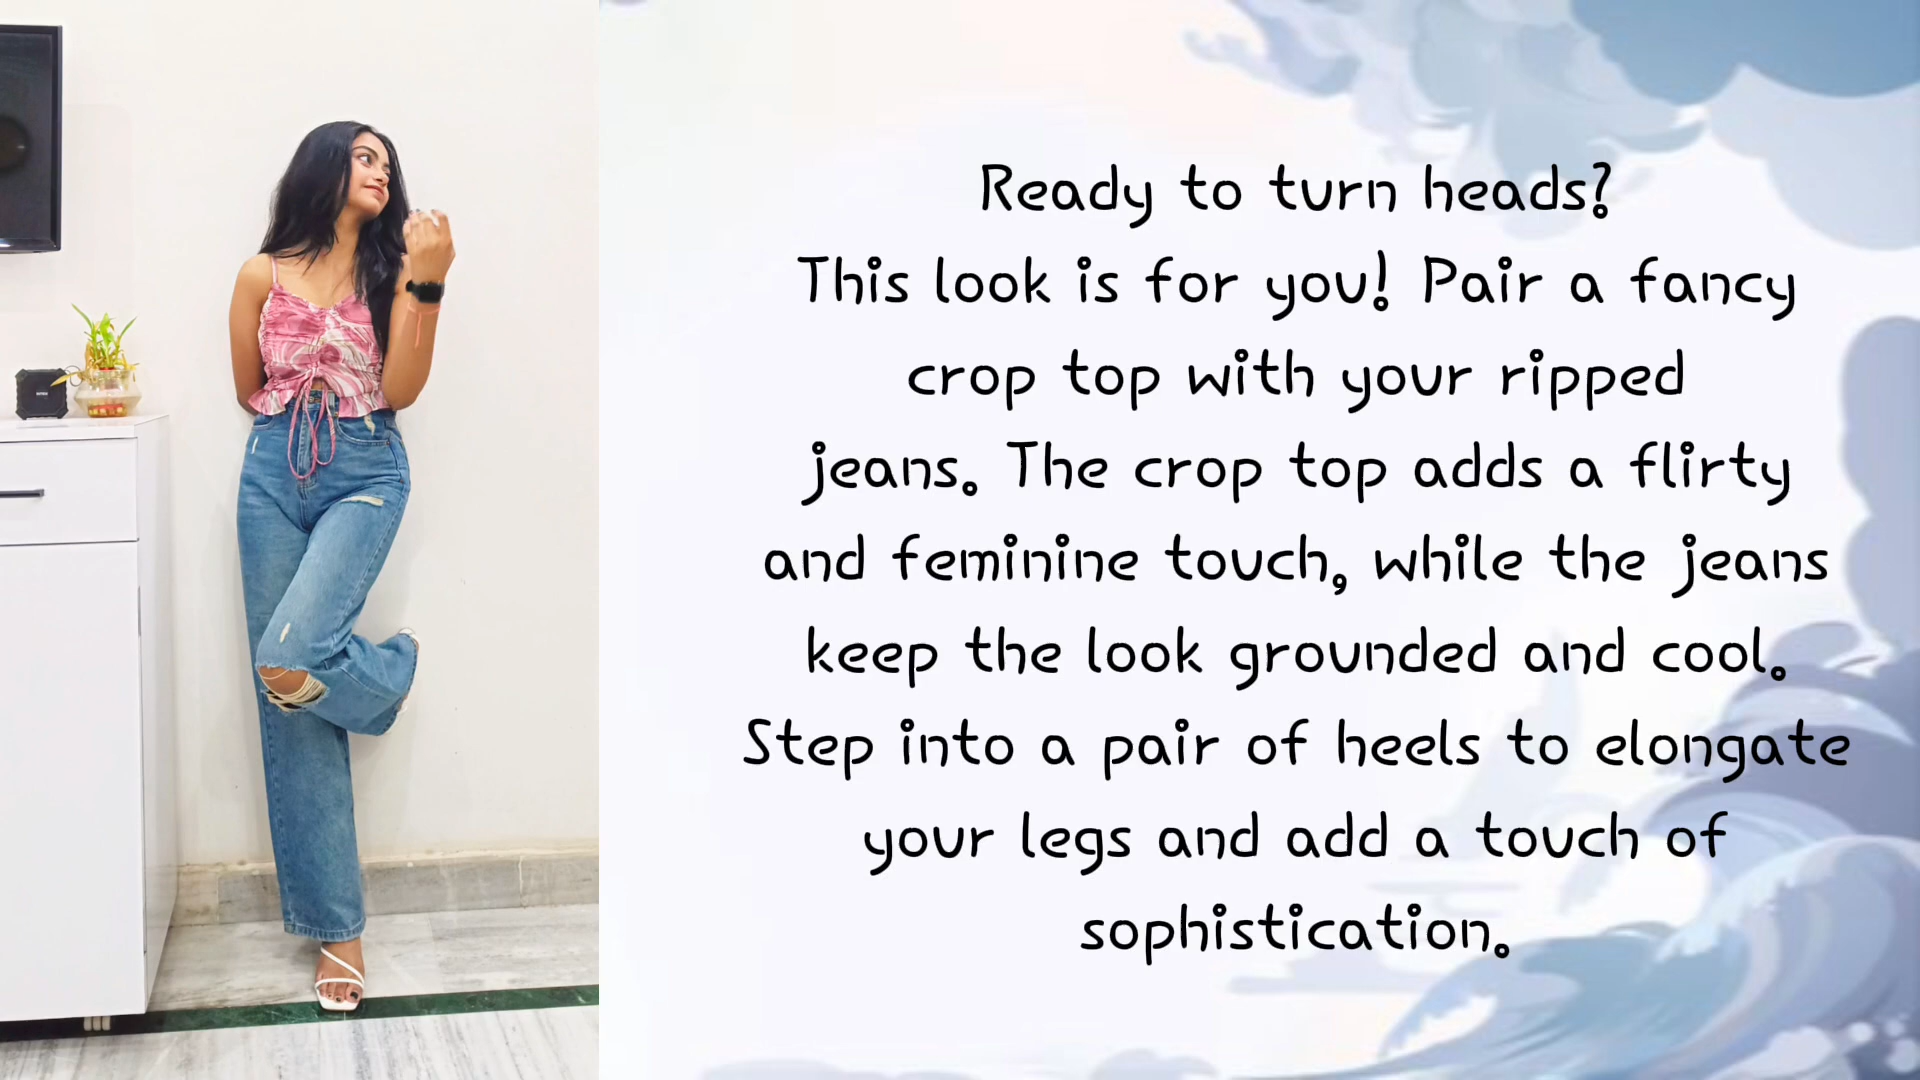 Ready to turn heads?
This look is for you! Pair a fancy
crop top with your ripped
jeans. The crop top adds a flirty
and feminine touch, while the jeans
keep the look grounded and cool.
Step into a pair of heels to elongate
your legs and add a touch of
sophistication.